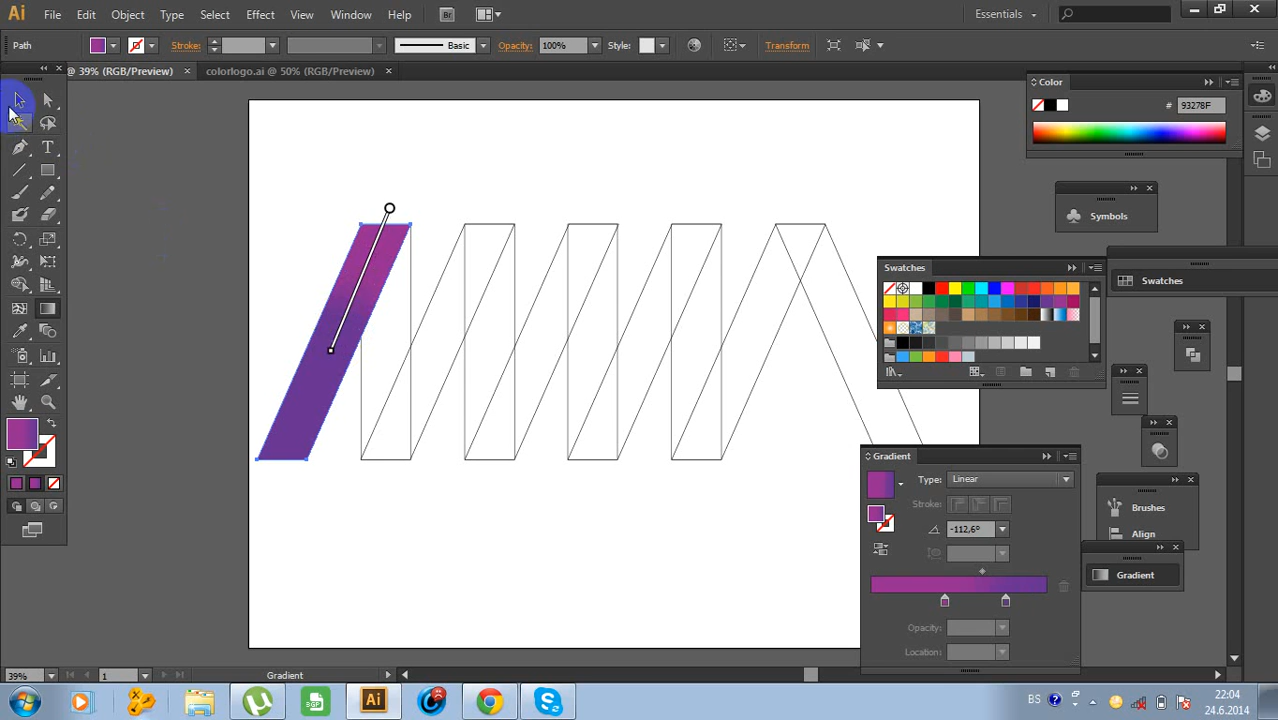 Ai File Edit Object Type Select Effect View Window Help Br Essentials
Path Stroke: Basic Opacity: 100% Style: Transform
@ 39% (RGB/Preview) × colorlogo.ai @ 50% (RGB/Preview) ×
Color
# 93278F
Symbols
Swatches
Swatches
Gradient
Type: Linear
Stroke:
-112,6°
Opacity:
Location:
Brushes
Align
Gradient
39% 1 Gradient
Ai BS 22:04
24.6.2014